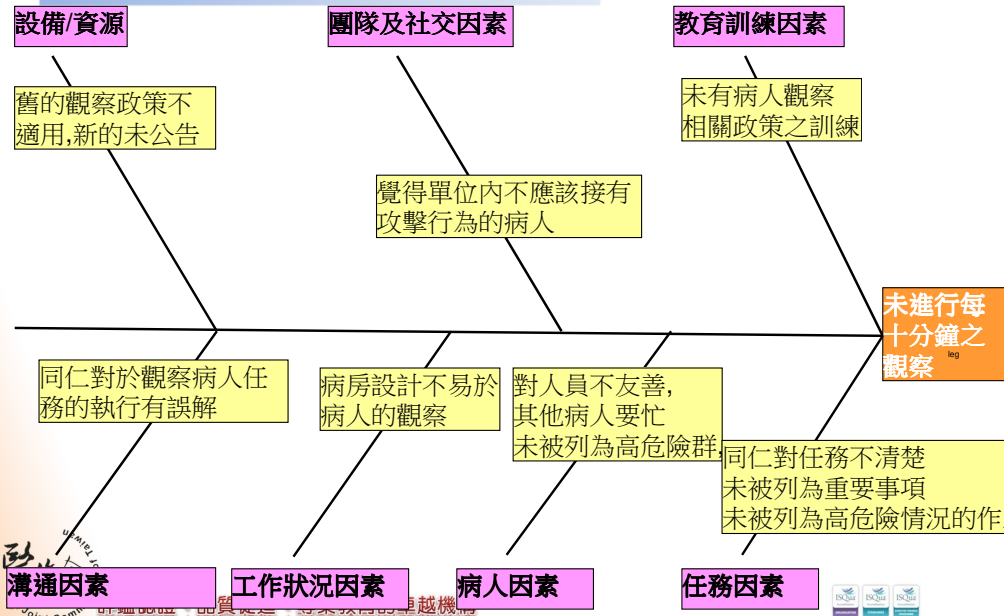 設備/資源
團隊及社交因素
教育訓練因素
舊的觀察政策不
適用,新的未公告
未有病人觀察
相關政策之訓練
覺得單位內不應該接有
攻擊行為的病人
未進行每
十分鐘之
觀察
leg
同仁對於觀察病人任
務的執行有誤解
病房設計不易於
病人的觀察
對人員不友善,
其他病人要忙
未被列為高危險群,
同仁對任務不清楚
未被列為重要事項
未被列為高危險情況的作
溝通因素
工作狀況因素
病人因素
任務因素
of Taiwan
ISQua
ISQua
ISQua